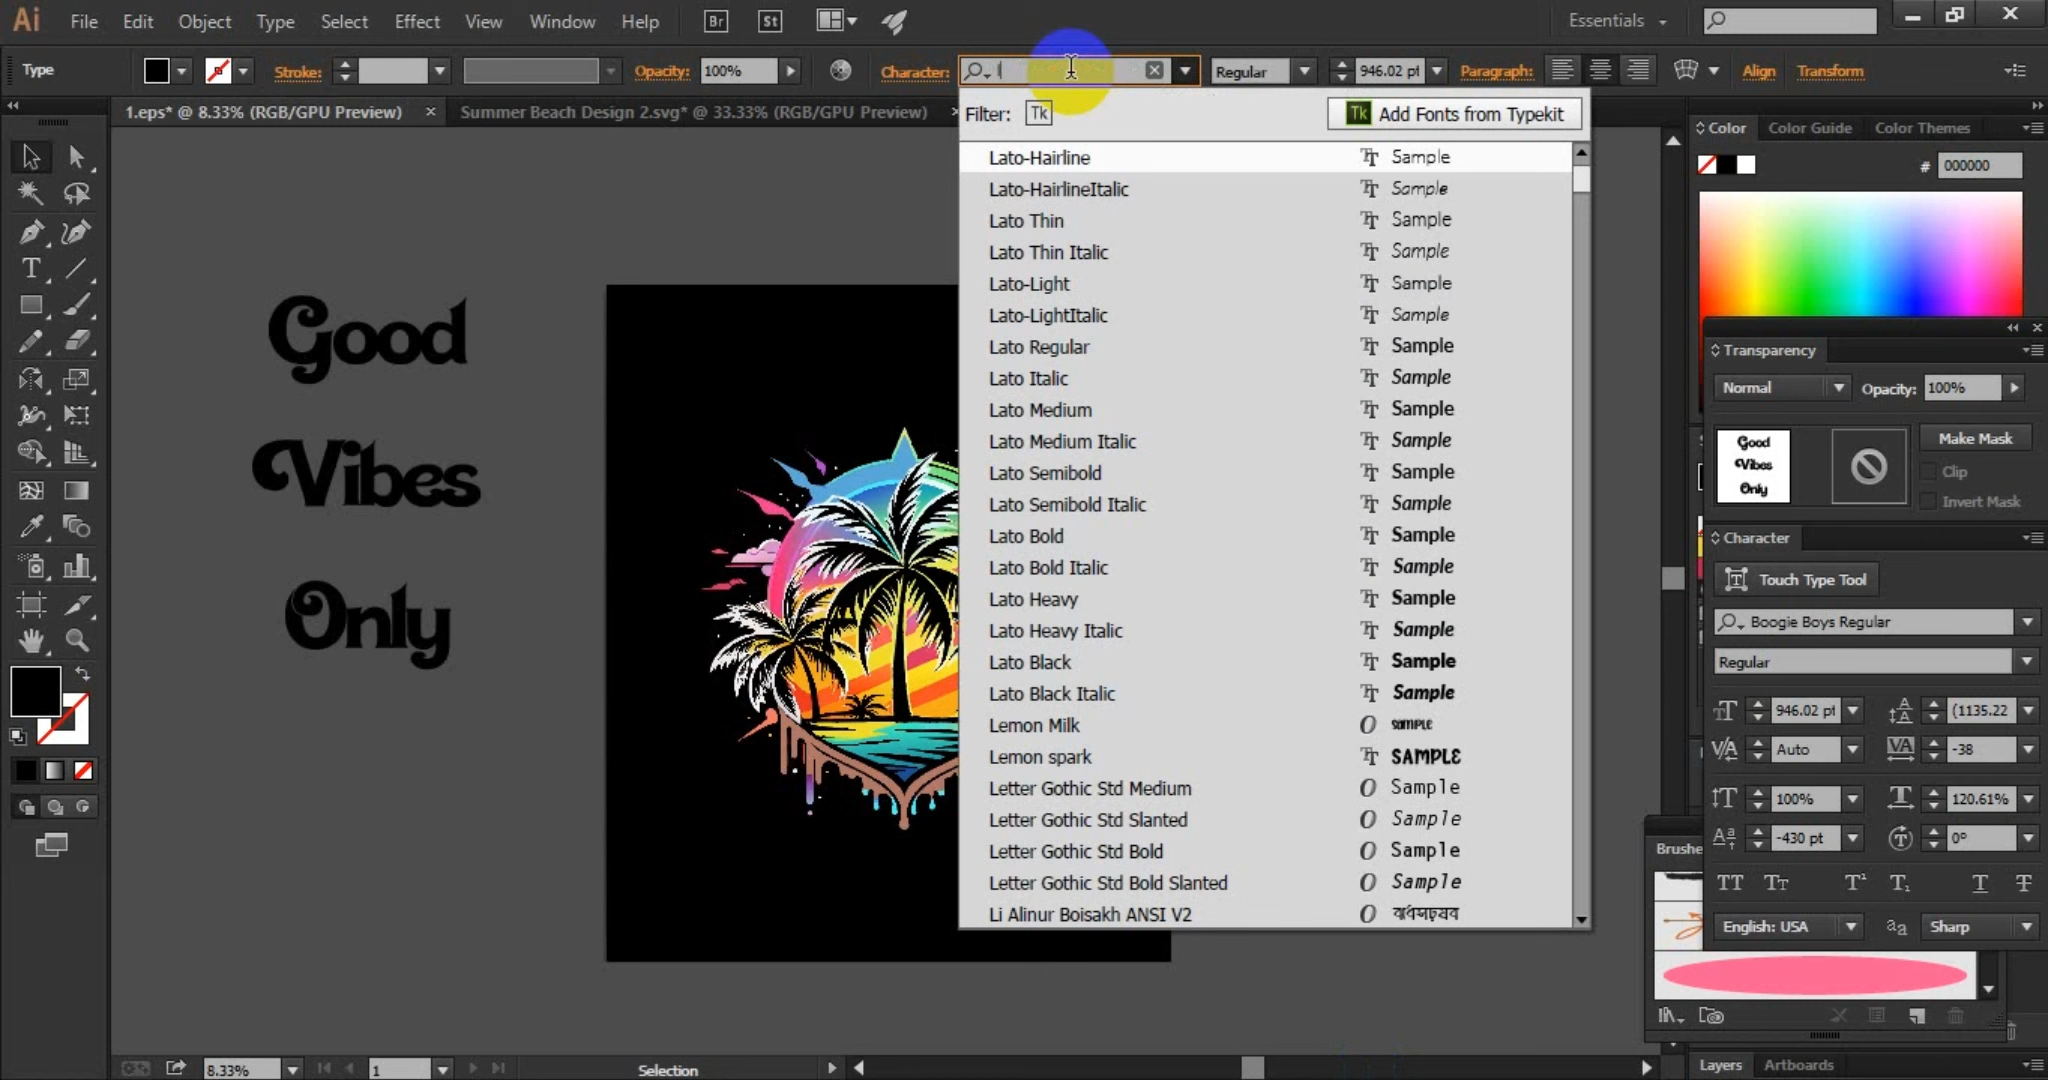 Ai File Edit Object Type Select Effect View Window Help Br St Essentials
Type Stroke: Opacity: 100% Character: l Regular 946.02 pt Paragraph: Align Transform
1.eps* @ 8.33% (RGB/GPU Preview) Summer Beach Design 2.svg* @ 33.33% (RGB/GPU Preview)
Filter: Tk Tk Add Fonts from Typekit
Lato-Hairline Sample
Lato-HairlineItalic Sample
Lato Thin Sample
Lato Thin Italic Sample
Lato-Light Sample
Lato-LightItalic Sample
Lato Regular Sample
Lato Italic Sample
Lato Medium Sample
Lato Medium Italic Sample
Lato Semibold Sample
Lato Semibold Italic Sample
Lato Bold Sample
Lato Bold Italic Sample
Lato Heavy Sample
Lato Heavy Italic Sample
Lato Black Sample
Lato Black Italic Sample
Lemon Milk SAMPLE
Lemon spark SAMPLE
Letter Gothic Std Medium Sample
Letter Gothic Std Slanted Sample
Letter Gothic Std Bold Sample
Letter Gothic Std Bold Slanted Sample
Li Alinur Boisakh ANSI V2
Good
Vibes
Only
Color Color Guide Color Themes
# 000000
Transparency
Normal Opacity: 100%
Good
Vibes
Only
Make Mask
Clip
Invert Mask
Character
Touch Type Tool
Boogie Boys Regular
Regular
946.02 pt (1135.22
Auto -38
100% 120.61%
-430 pt 0°
English: USA Sharp
Brushe
8.33% 1 Selection
Layers Artboards